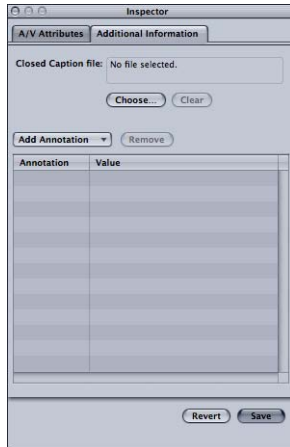 Inspector
A/V Attributes Additional Information
Closed Caption file: No file selected.
Choose... Clear
Add Annotation Remove
Annotation Value
Revert Save